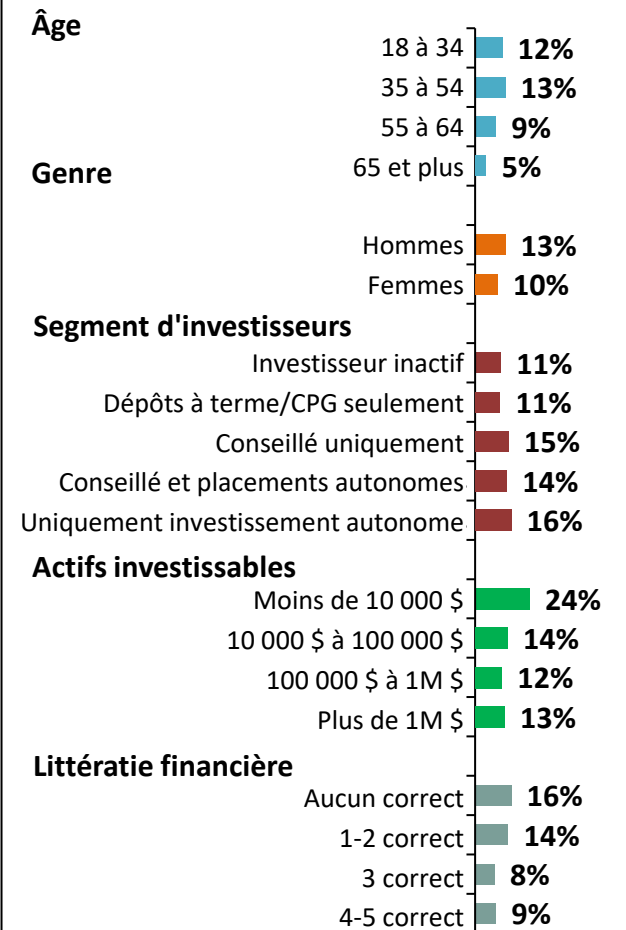 Âge
18 à 34 12%
35 à 54 13%
55 à 64 9%
65 et plus 5%
Genre
Hommes 13%
Femmes 10%
Segment d'investisseurs
Investisseur inactif 11%
Dépôts à terme/CPG seulement 11%
Conseillé uniquement 15%
Conseillé et placements autonomes 14%
Uniquement investissement autonome 16%
Actifs investissables
Moins de 10 000 $ 24%
10 000 $ à 100 000 $ 14%
100 000 $ à 1M $ 12%
Plus de 1M $ 13%
Littératie financière
Aucun correct 16%
1-2 correct 14%
3 correct 8%
4-5 correct 9%